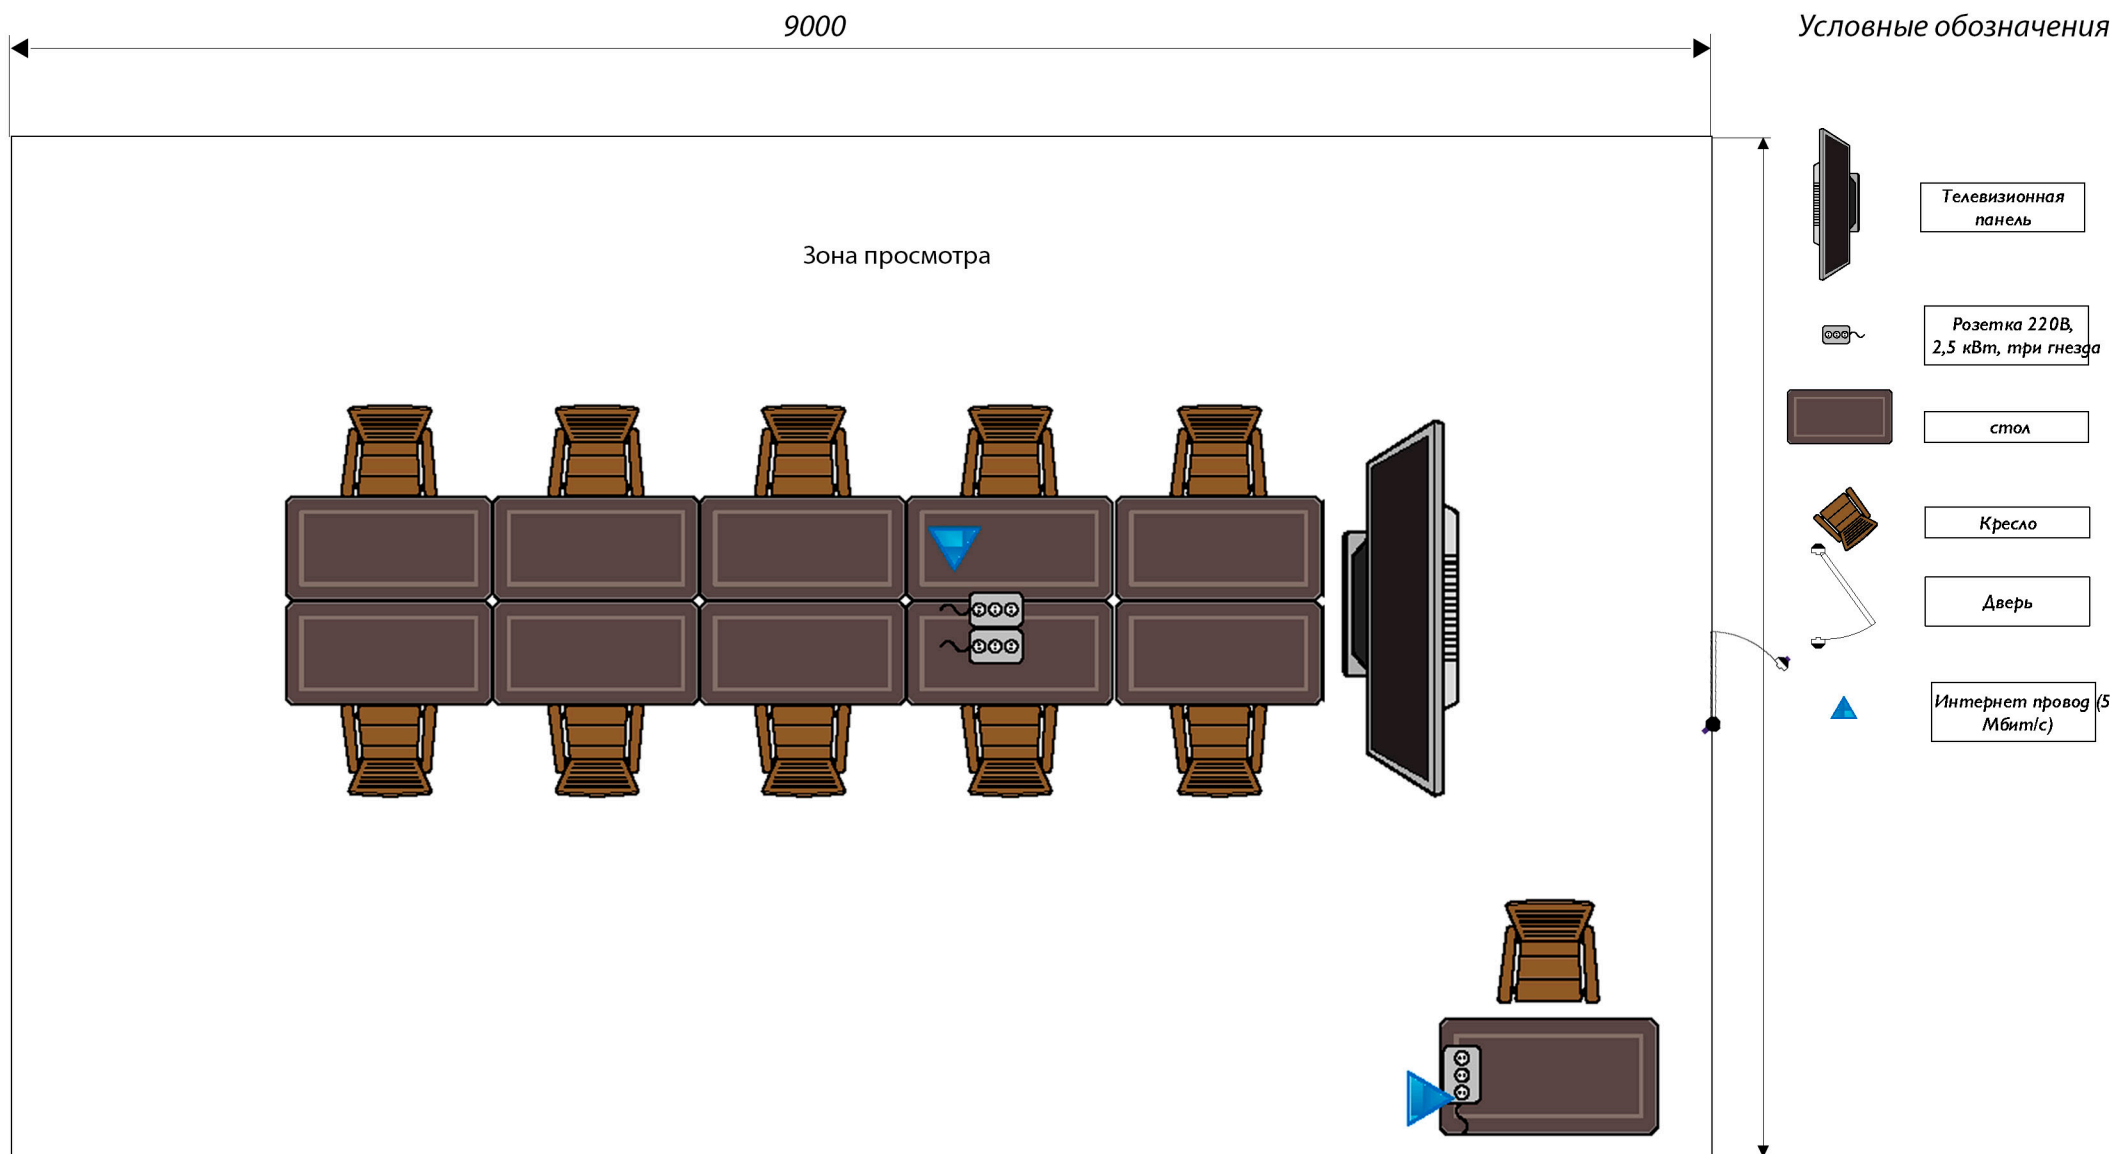 9000
Условные обозначения
Зона просмотра
Телевизионная
панель
Розетка 220В,
2,5 кВт, три гнезда
стол
Кресло
Дверь
Интернет провод (5
Мбит/с)